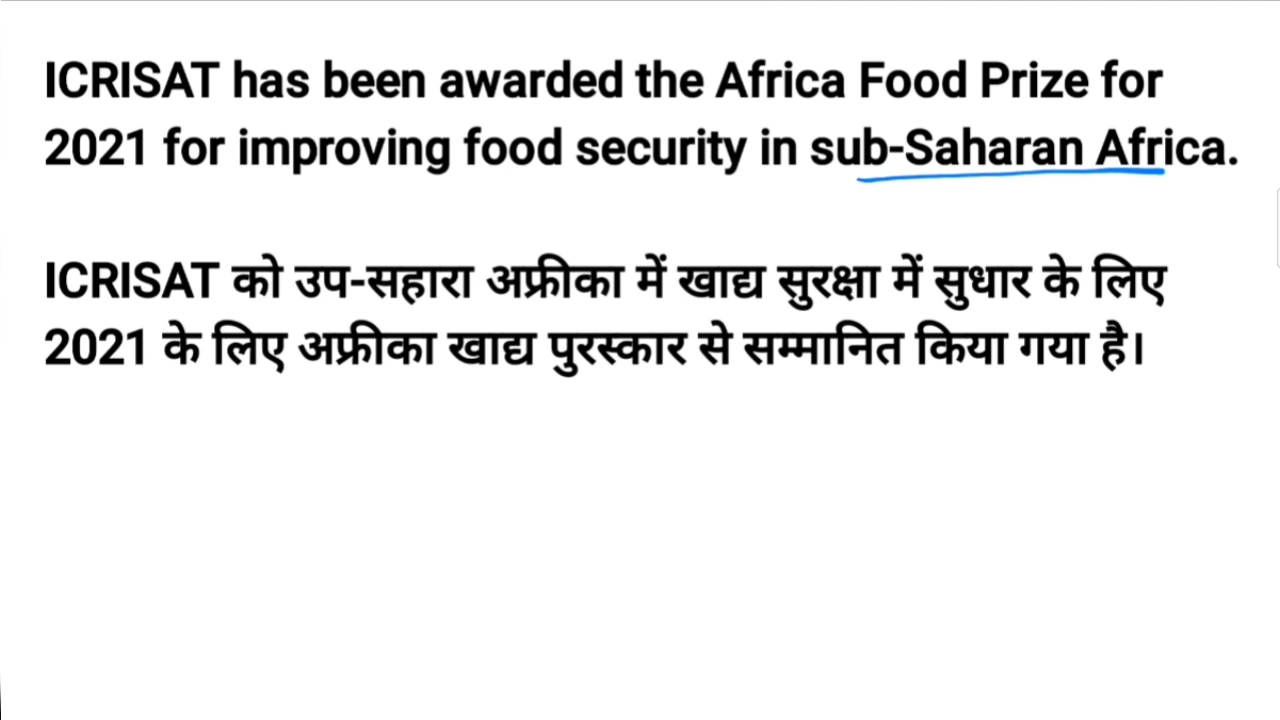 ICRISAT has been awarded the Africa Food Prize for
2021 for improving food security in sub-Saharan Africa.
ICRISAT को उप-सहारा अफ्रीका में खाद्य सुरक्षा में सुधार के लिए
2021 के लिए अफ्रीका खाद्य पुरस्कार से सम्मानित किया गया है।